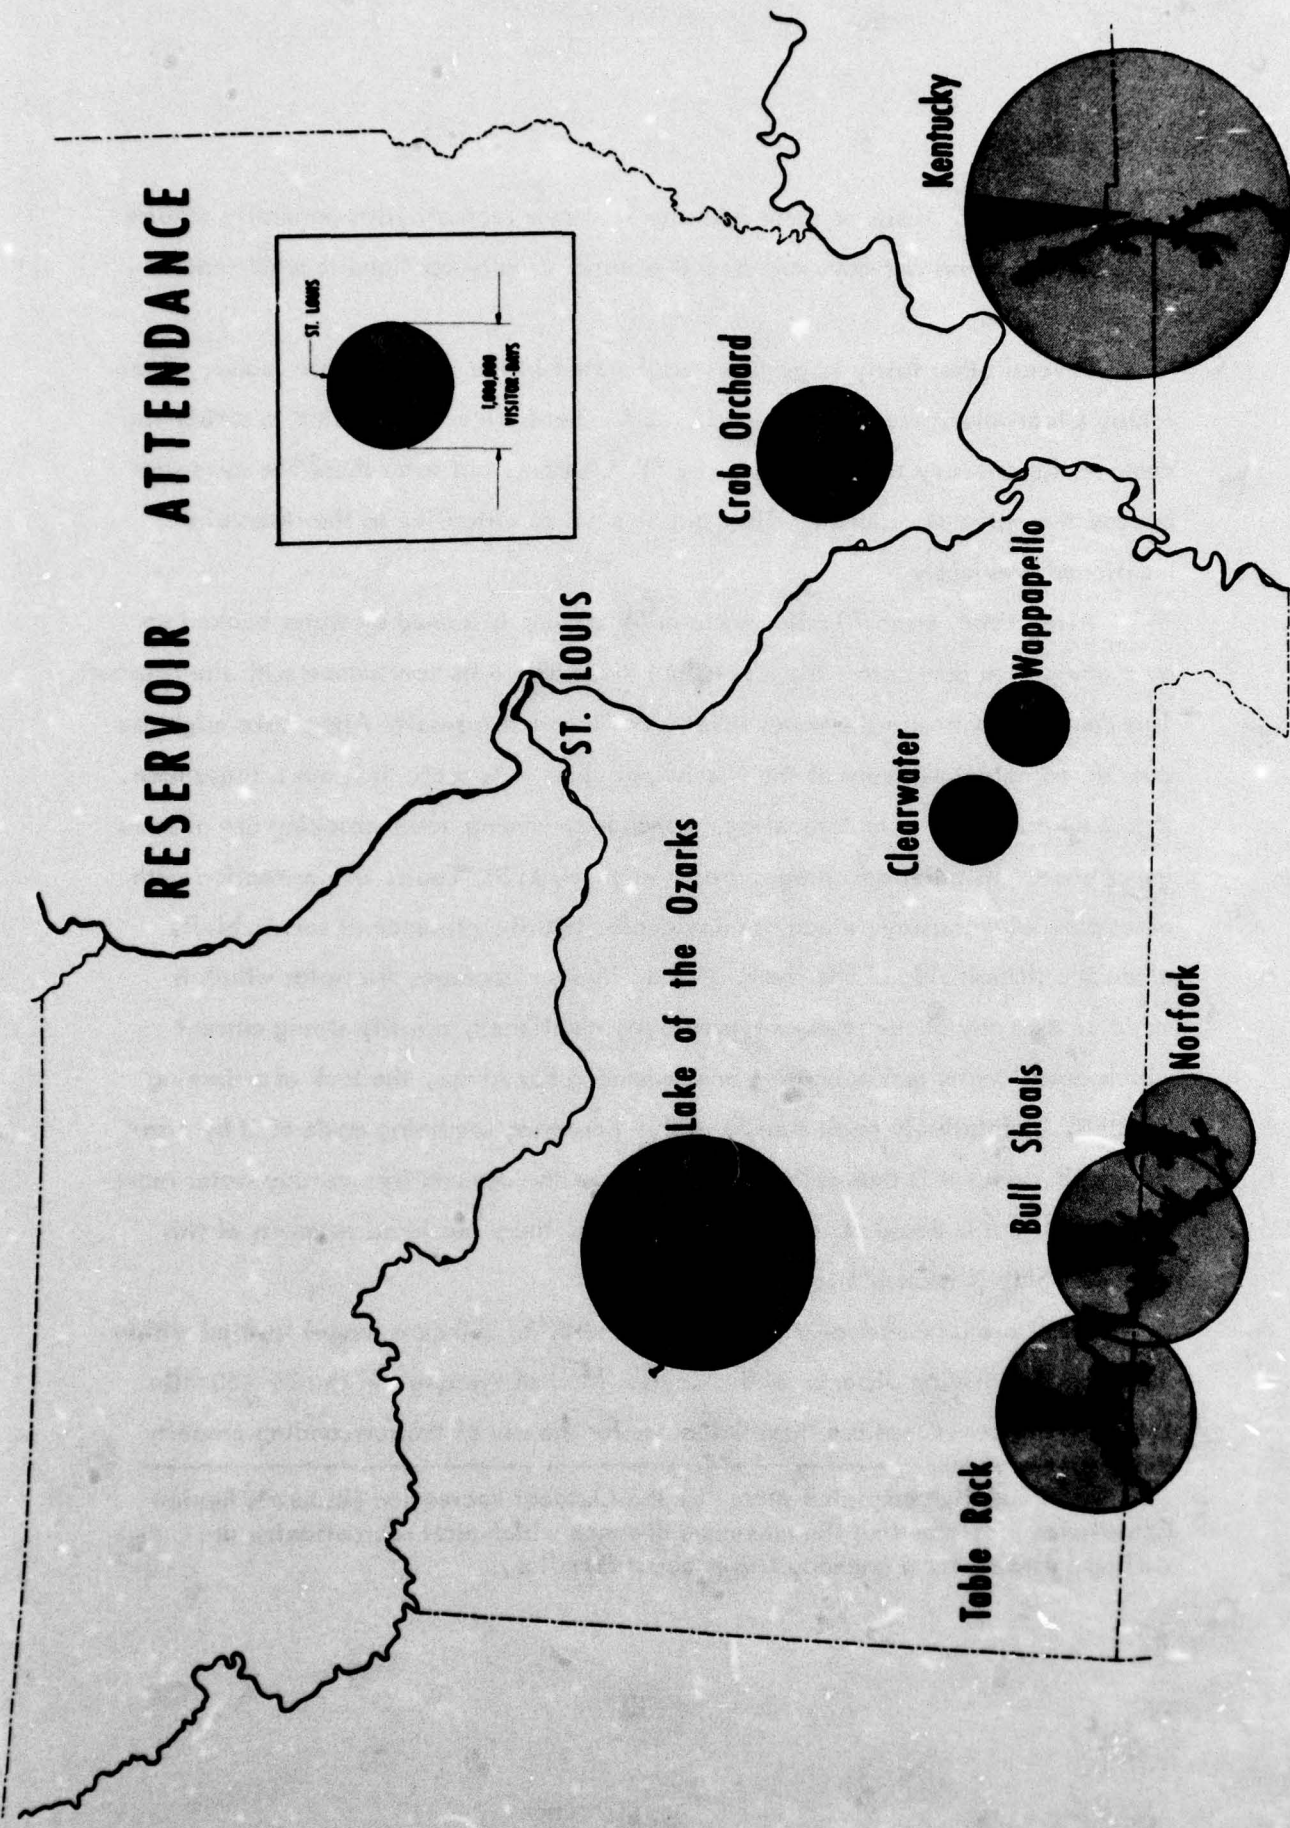 RESERVOIR ATTENDANCE
ST. LOUIS
1,000,000
VISITOR-DAYS
ST. LOUIS
Lake of the Ozarks
Crab Orchard
Kentucky
Clearwater
Wappapello
Table Rock
Bull Shoals
Norfork